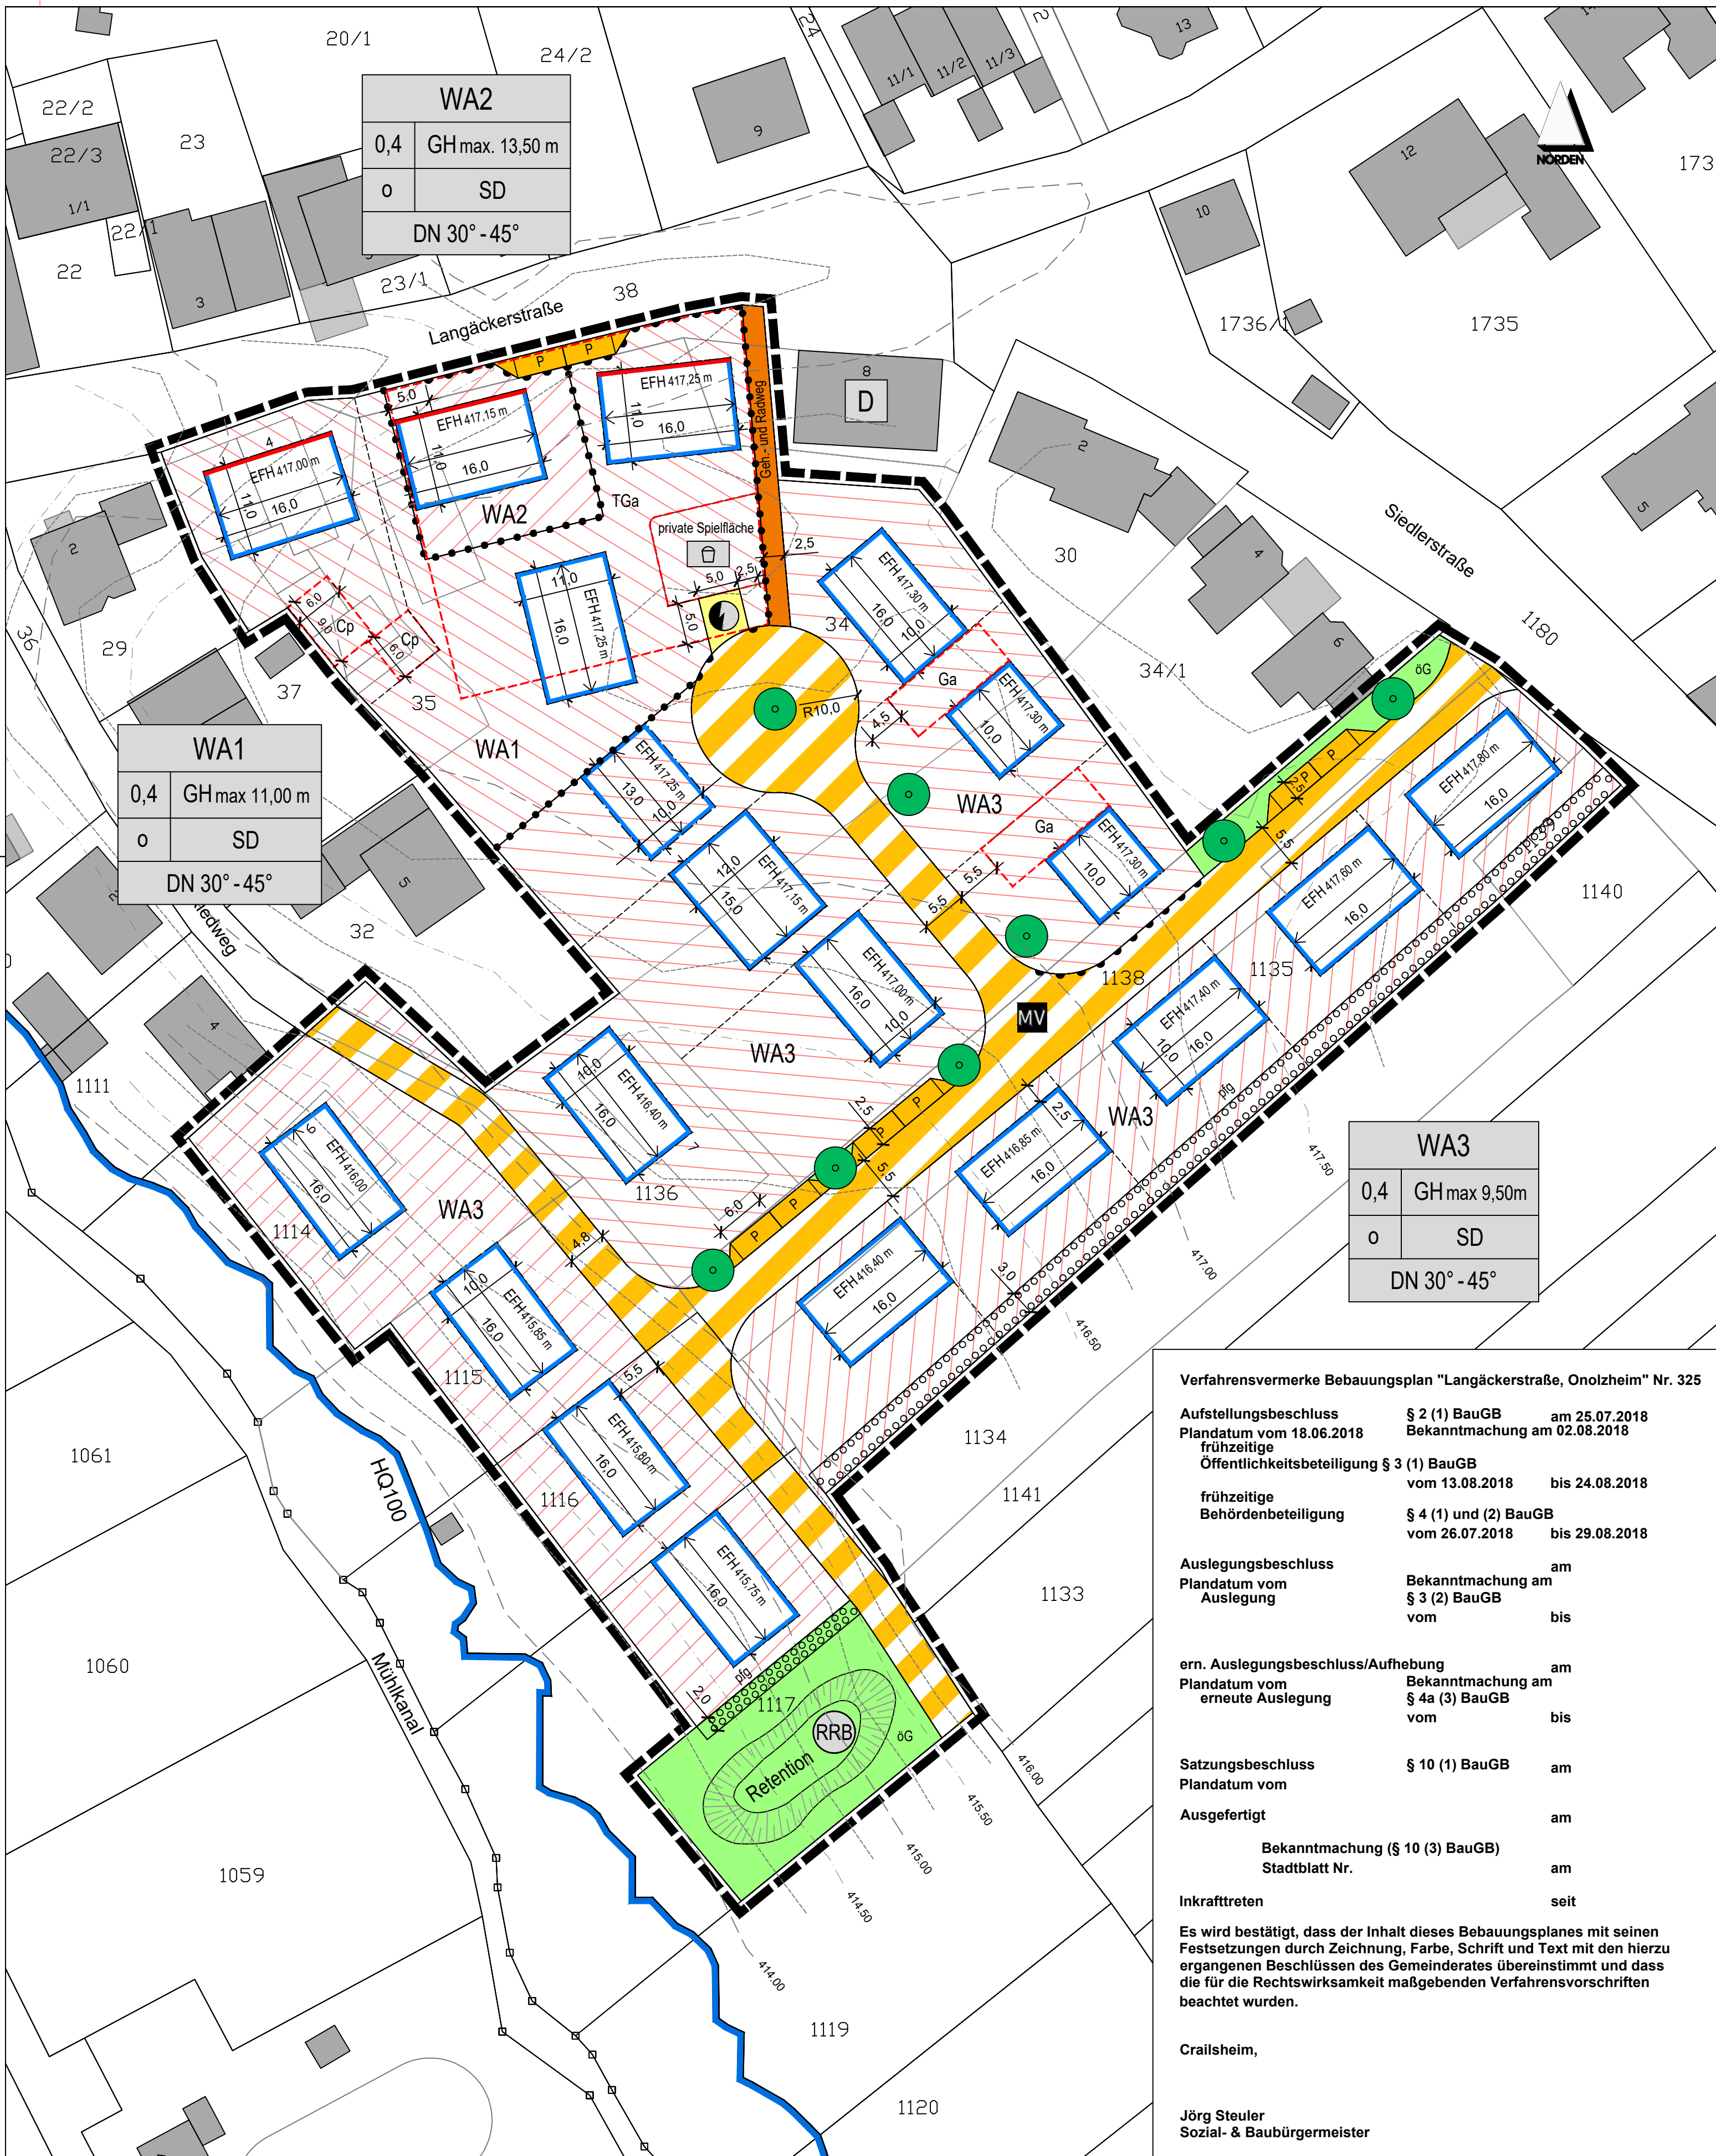 20/1
24/2
24
2
13
14
11/1
11/2
11/3
22/2
22/3
23
9
12
NORDEN
173
1/1
22/1
22
3
23/1
10
WA2
0,4 GH max. 13,50 m
o SD
DN 30° - 45°
38
Langäckerstraße
1736/1
1735
P P
8
D
5
EFH 417,25 m
11,0
16,0
5,0
EFH 417,15 m
11,0
16,0
4
EFH 417,00 m
11,0
16,0
Geh.- und Radweg
2
2
WA2
TGa
private Spielfläche
Siedlerstraße
30
4
6
1180
36
29
37
35
6,0
9,0
Cp
Cp
6,0
11,0
16,0
EFH 417,25 m
5,0
2,5
2,5
5,0
34
34/1
EFH 417,30 m
16,0
10,0
Ga
EFH 417,30 m
10,0
4,5
R10,0
öG
P P
2,5
5,5
EFH 417,80 m
16,0
1139
1140
WA1
WA1
0,4 GH max 11,00 m
o SD
DN 30° - 45°
EFH 417,25 m
13,0
10,0
WA3
Ga
EFH 417,30 m
10,0
5,5
5,5
12,0
15,0
EFH 417,15 m
EFH 417,60 m
16,0
5
32
4
EFH 417,00 m
16,0
10,0
1138
1135
MV
EFH 417,40 m
10,0
16,0
pfg
WA3
WA3
1111
10,0
16,0
EFH 416,40 m
7
2,5
P
P
5,5
EFH 416,85 m
16,0
2,5
417.50
WA3
0,4 GH max 9,50m
o SD
DN 30° - 45°
6
EFH 416,00
16,0
1114
WA3
1136
6,0
P
P
4,8
EFH 416,40 m
16,0
3,0
417.00
416.50
10,0
16,0
EFH 415,85 m
1115
5,5
EFH 415,80 m
16,0
1116
1061
HQ100
1134
1141
1133
EFH 415,75 m
16,0
pfg
2,0
1117
RRB
Retention
öG
1060
Mühlkanal
416.00
415.50
415.00
414.50
414.00
1059
1119
1120
Verfahrensvermerke Bebauungsplan "Langäckerstraße, Onolzheim" Nr. 325
Aufstellungsbeschluss § 2 (1) BauGB am 25.07.2018
Plandatum vom 18.06.2018 Bekanntmachung am 02.08.2018
frühzeitige
Öffentlichkeitsbeteiligung § 3 (1) BauGB
vom 13.08.2018 bis 24.08.2018
frühzeitige
Behördenbeteiligung § 4 (1) und (2) BauGB
vom 26.07.2018 bis 29.08.2018
Auslegungsbeschluss am
Plandatum vom Bekanntmachung am
Auslegung § 3 (2) BauGB
vom bis
ern. Auslegungsbeschluss/Aufhebung am
Plandatum vom Bekanntmachung am
erneute Auslegung § 4a (3) BauGB
vom bis
Satzungsbeschluss § 10 (1) BauGB am
Plandatum vom
Ausgefertigt am
Bekanntmachung (§ 10 (3) BauGB)
Stadtblatt Nr. am
Inkrafttreten seit
Es wird bestätigt, dass der Inhalt dieses Bebauungsplanes mit seinen
Festsetzungen durch Zeichnung, Farbe, Schrift und Text mit den hierzu
ergangenen Beschlüssen des Gemeinderates übereinstimmt und dass
die für die Rechtswirksamkeit maßgebenden Verfahrensvorschriften
beachtet wurden.
Crailsheim,
Jörg Steuler
Sozial- & Baubürgermeister